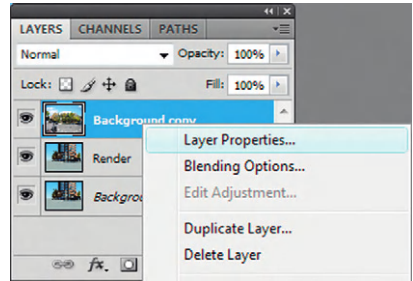 LAYERS CHANNELS PATHS
Normal Opacity: 100%
Lock: Fill: 100%
Background copy
Layer Properties...
Render
Blending Options...
Edit Adjustment...
Backgrou
Duplicate Layer...
Delete Layer
fx.